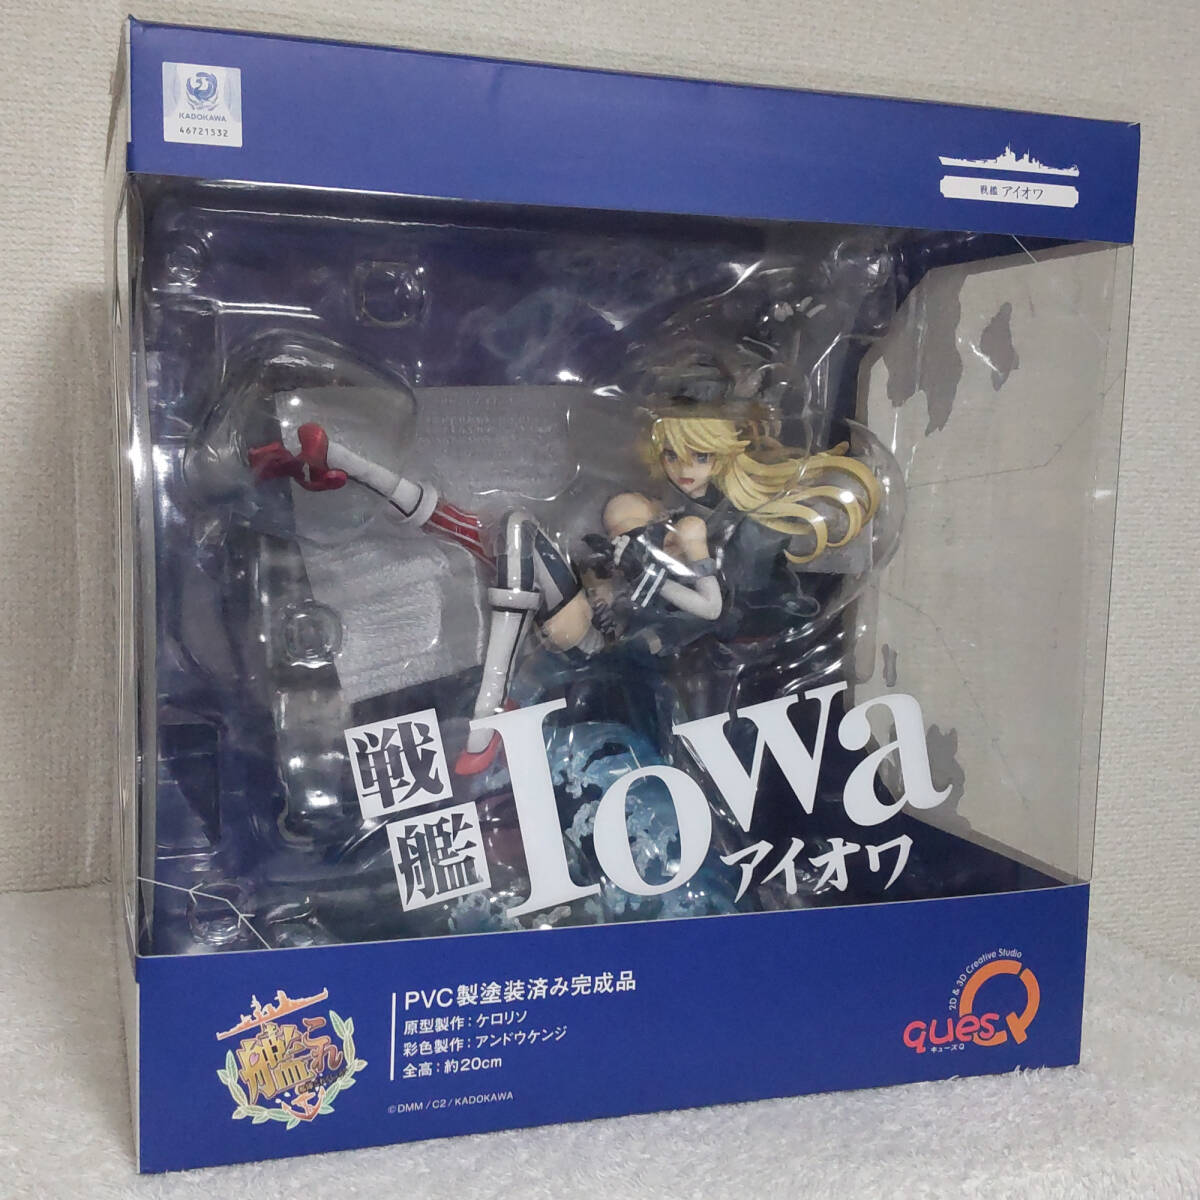 KADOKAWA
46721532
戦艦 アイオワ
戦艦
Iowa
アイオワ
PVC製塗装済み完成品
原型製作：ケロリソ
彩色製作：アンドウケンジ
全高：約20cm
©DMM / C2 / KADOKAWA
艦これ
2D & 3D Creative Studio
quesQ
キューズQ